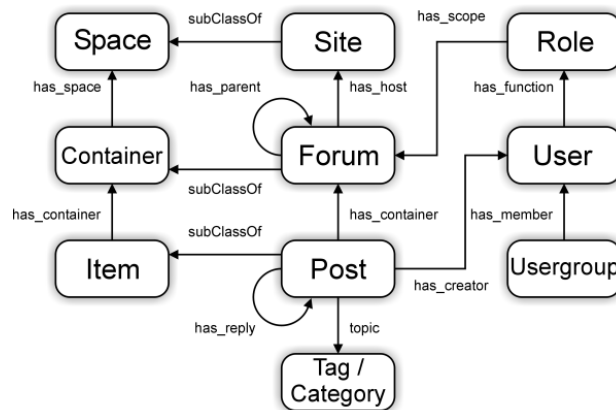 Space
subClassOf
Site
has_scope
Role
has_space
has_parent
has_host
has_function
Container
Forum
User
subClassOf
has_container
has_container
has_member
subClassOf
Item
Post
Usergroup
has_creator
has_reply
topic
Tag /
Category